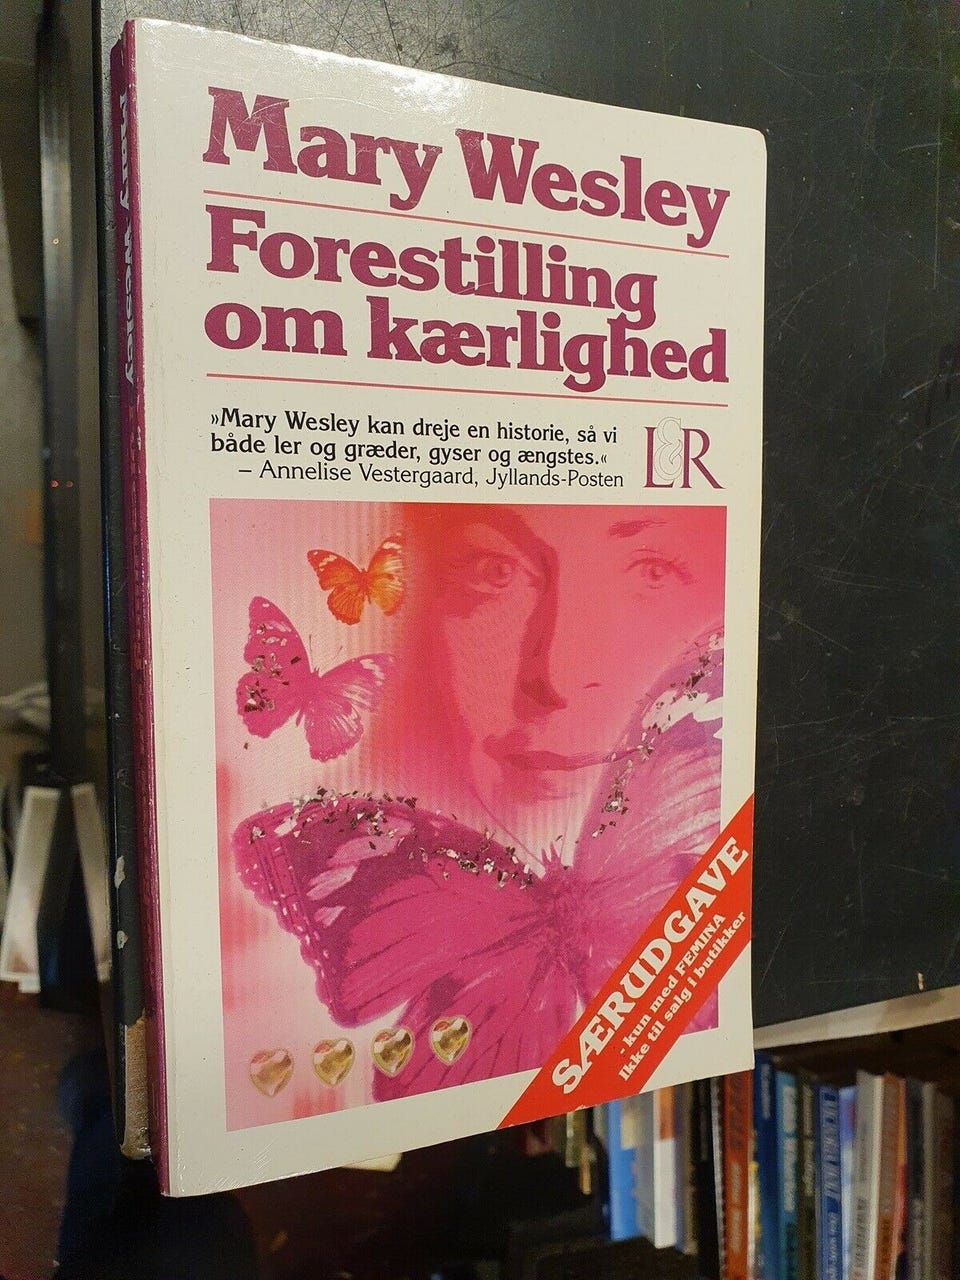 Mary Wesley
Forestilling
om kærlighed
»Mary Wesley kan dreje en historie, så vi
både ler og græder, gyser og ængstes.«
– Annelise Vestergaard, Jyllands-Posten
L&R
SÆRUDGAVE
- kun med FEMINA
Ikke til salg i butikker
Mary Wesley